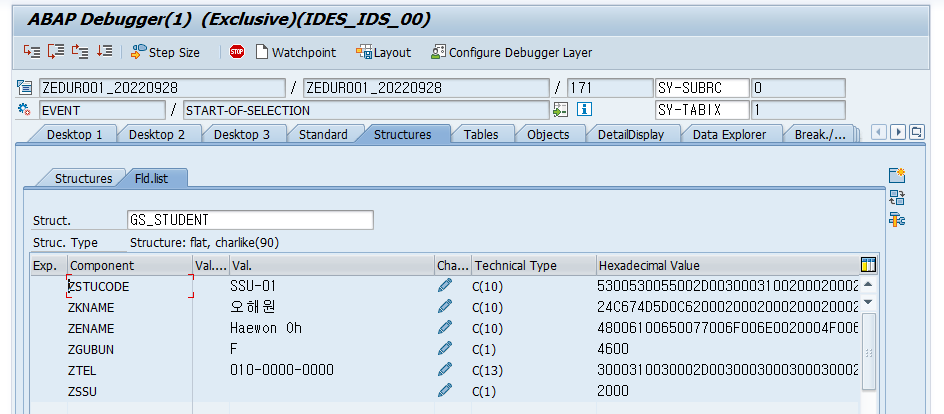 ABAP Debugger(1) (Exclusive)(IDES_IDS_00)
Step Size STOP Watchpoint Layout Configure Debugger Layer
ZEDUR001_20220928 / ZEDUR001_20220928 / 171 SY-SUBRC 0
EVENT / START-OF-SELECTION SY-TABIX 1
Desktop 1 Desktop 2 Desktop 3 Standard Structures Tables Objects DetailDisplay Data Explorer Break./...
Structures Fld.list
Struct. GS_STUDENT
Struc. Type Structure: flat, charlike(90)
Exp. Component Val.... Val. Cha... Technical Type Hexadecimal Value
ZSTUCODE SSU-01 C(10) 5300530055002D0030003100200020002
ZKNAME 오해원 C(10) 24C674D5D0C62000200020002000200002
ZENAME Haewon Oh C(10) 48006100650077006F006E0020004F006
ZGUBUN F C(1) 4600
ZTEL 010-0000-0000 C(13) 3000310030002D0030003000300030002
ZSSU C(1) 2000